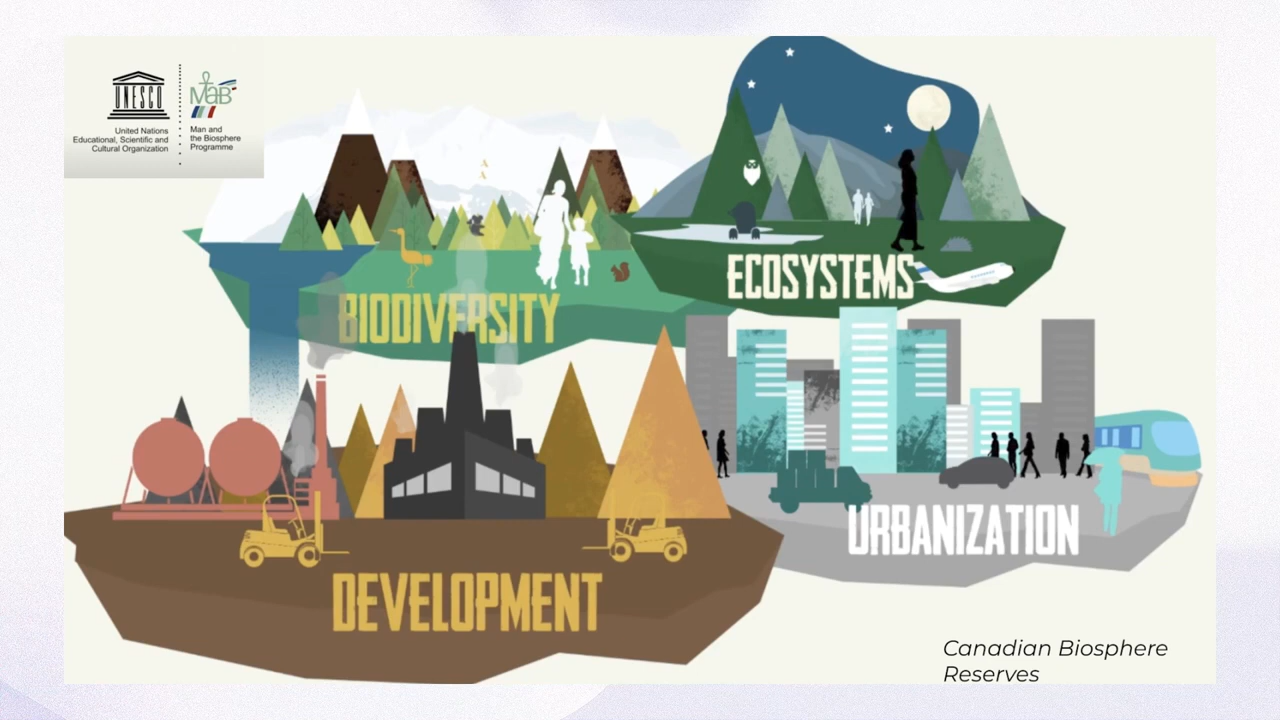 UNESCO
United Nations
Educational, Scientific and
Cultural Organization
MaB
Man and
the Biosphere
Programme
BIODIVERSITY
ECOSYSTEMS
DEVELOPMENT
URBANIZATION
Canadian Biosphere
Reserves